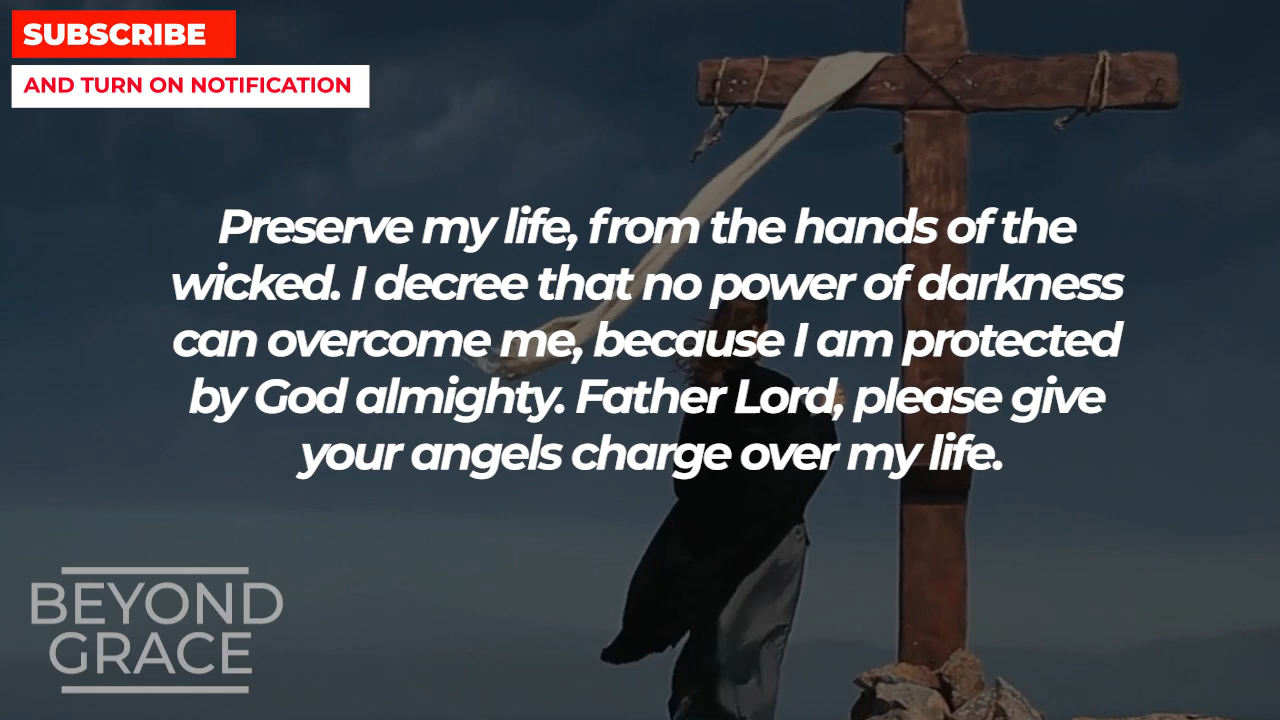 SUBSCRIBE
AND TURN ON NOTIFICATION
Preserve my life, from the hands of the
wicked. I decree that no power of darkness
can overcome me, because I am protected
by God almighty. Father Lord, please give
your angels charge over my life.
BEYOND
GRACE